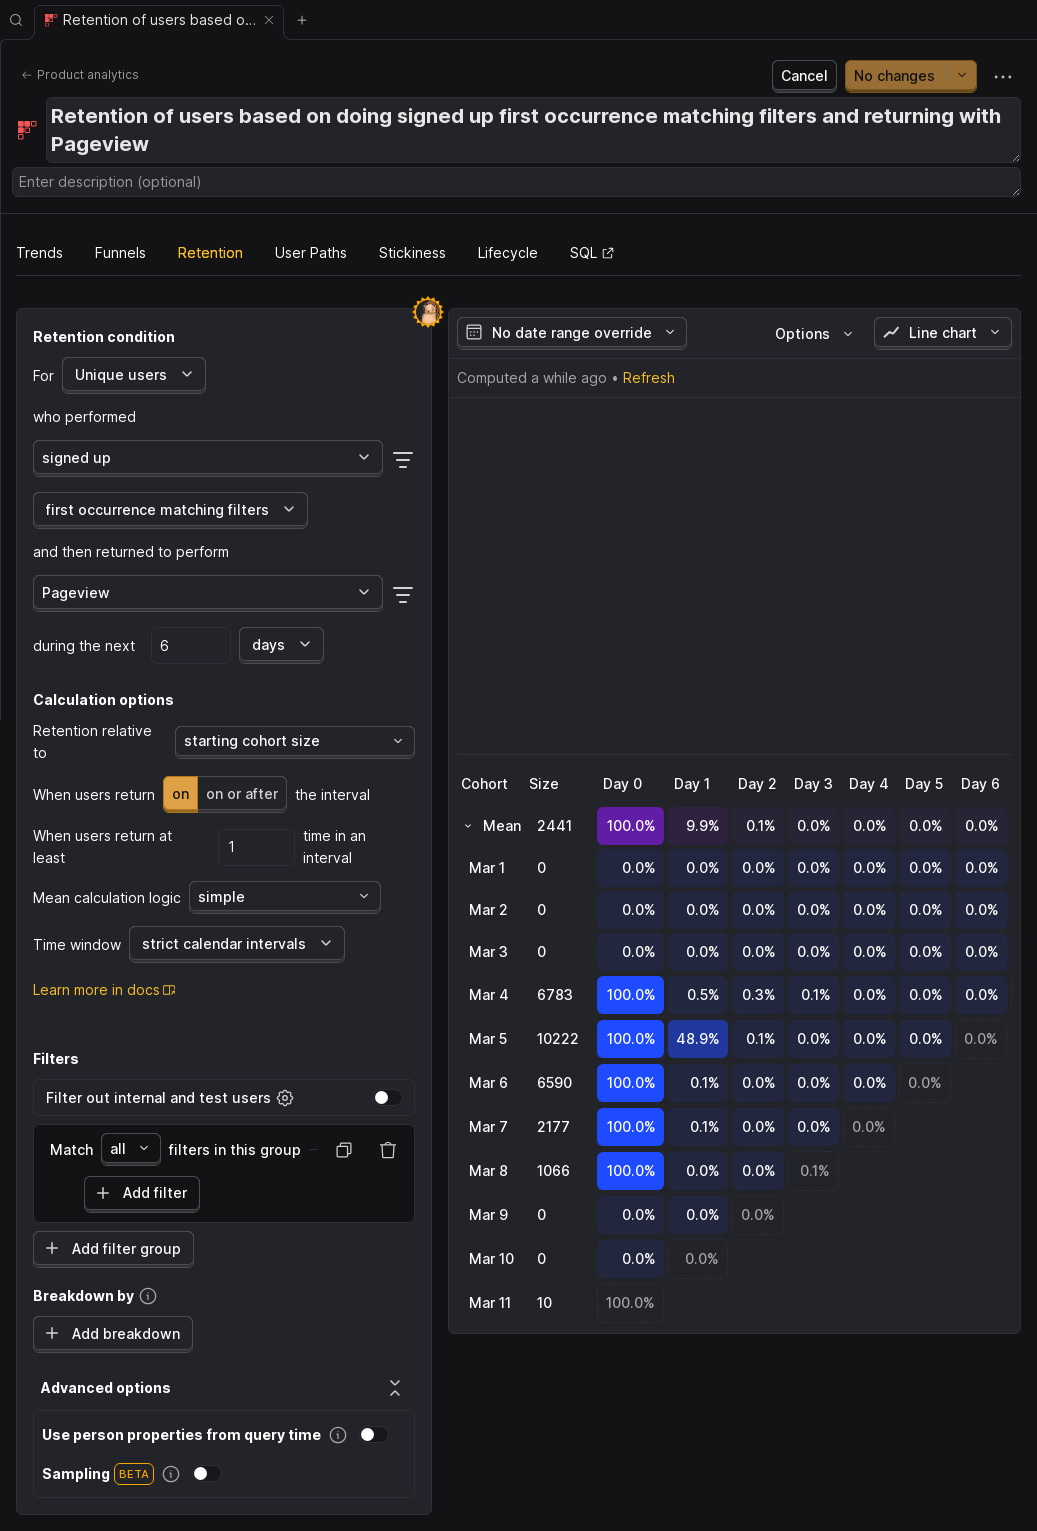 Retention of users based o...
Product analytics
Cancel
No changes
Retention of users based on doing signed up first occurrence matching filters and returning with
Pageview
Enter description (optional)
Trends Funnels Retention User Paths Stickiness Lifecycle SQL
Retention condition
For Unique users
who performed
signed up
first occurrence matching filters
and then returned to perform
Pageview
during the next 6 days
Calculation options
Retention relative
to
starting cohort size
When users return on on or after the interval
When users return at
least
1
time in an
interval
Mean calculation logic simple
Time window strict calendar intervals
Learn more in docs
Filters
Filter out internal and test users
Match all filters in this group
Add filter
Add filter group
Breakdown by
Add breakdown
Advanced options
Use person properties from query time
Sampling BETA
No date range override
Options
Line chart
Computed a while ago • Refresh
Cohort Size Day 0 Day 1 Day 2 Day 3 Day 4 Day 5 Day 6
Mean 2441 100.0% 9.9% 0.1% 0.0% 0.0% 0.0% 0.0%
Mar 1 0 0.0% 0.0% 0.0% 0.0% 0.0% 0.0% 0.0%
Mar 2 0 0.0% 0.0% 0.0% 0.0% 0.0% 0.0% 0.0%
Mar 3 0 0.0% 0.0% 0.0% 0.0% 0.0% 0.0% 0.0%
Mar 4 6783 100.0% 0.5% 0.3% 0.1% 0.0% 0.0% 0.0%
Mar 5 10222 100.0% 48.9% 0.1% 0.0% 0.0% 0.0% 0.0%
Mar 6 6590 100.0% 0.1% 0.0% 0.0% 0.0% 0.0%
Mar 7 2177 100.0% 0.1% 0.0% 0.0% 0.0%
Mar 8 1066 100.0% 0.0% 0.0% 0.1%
Mar 9 0 0.0% 0.0% 0.0%
Mar 10 0 0.0% 0.0%
Mar 11 10 100.0%